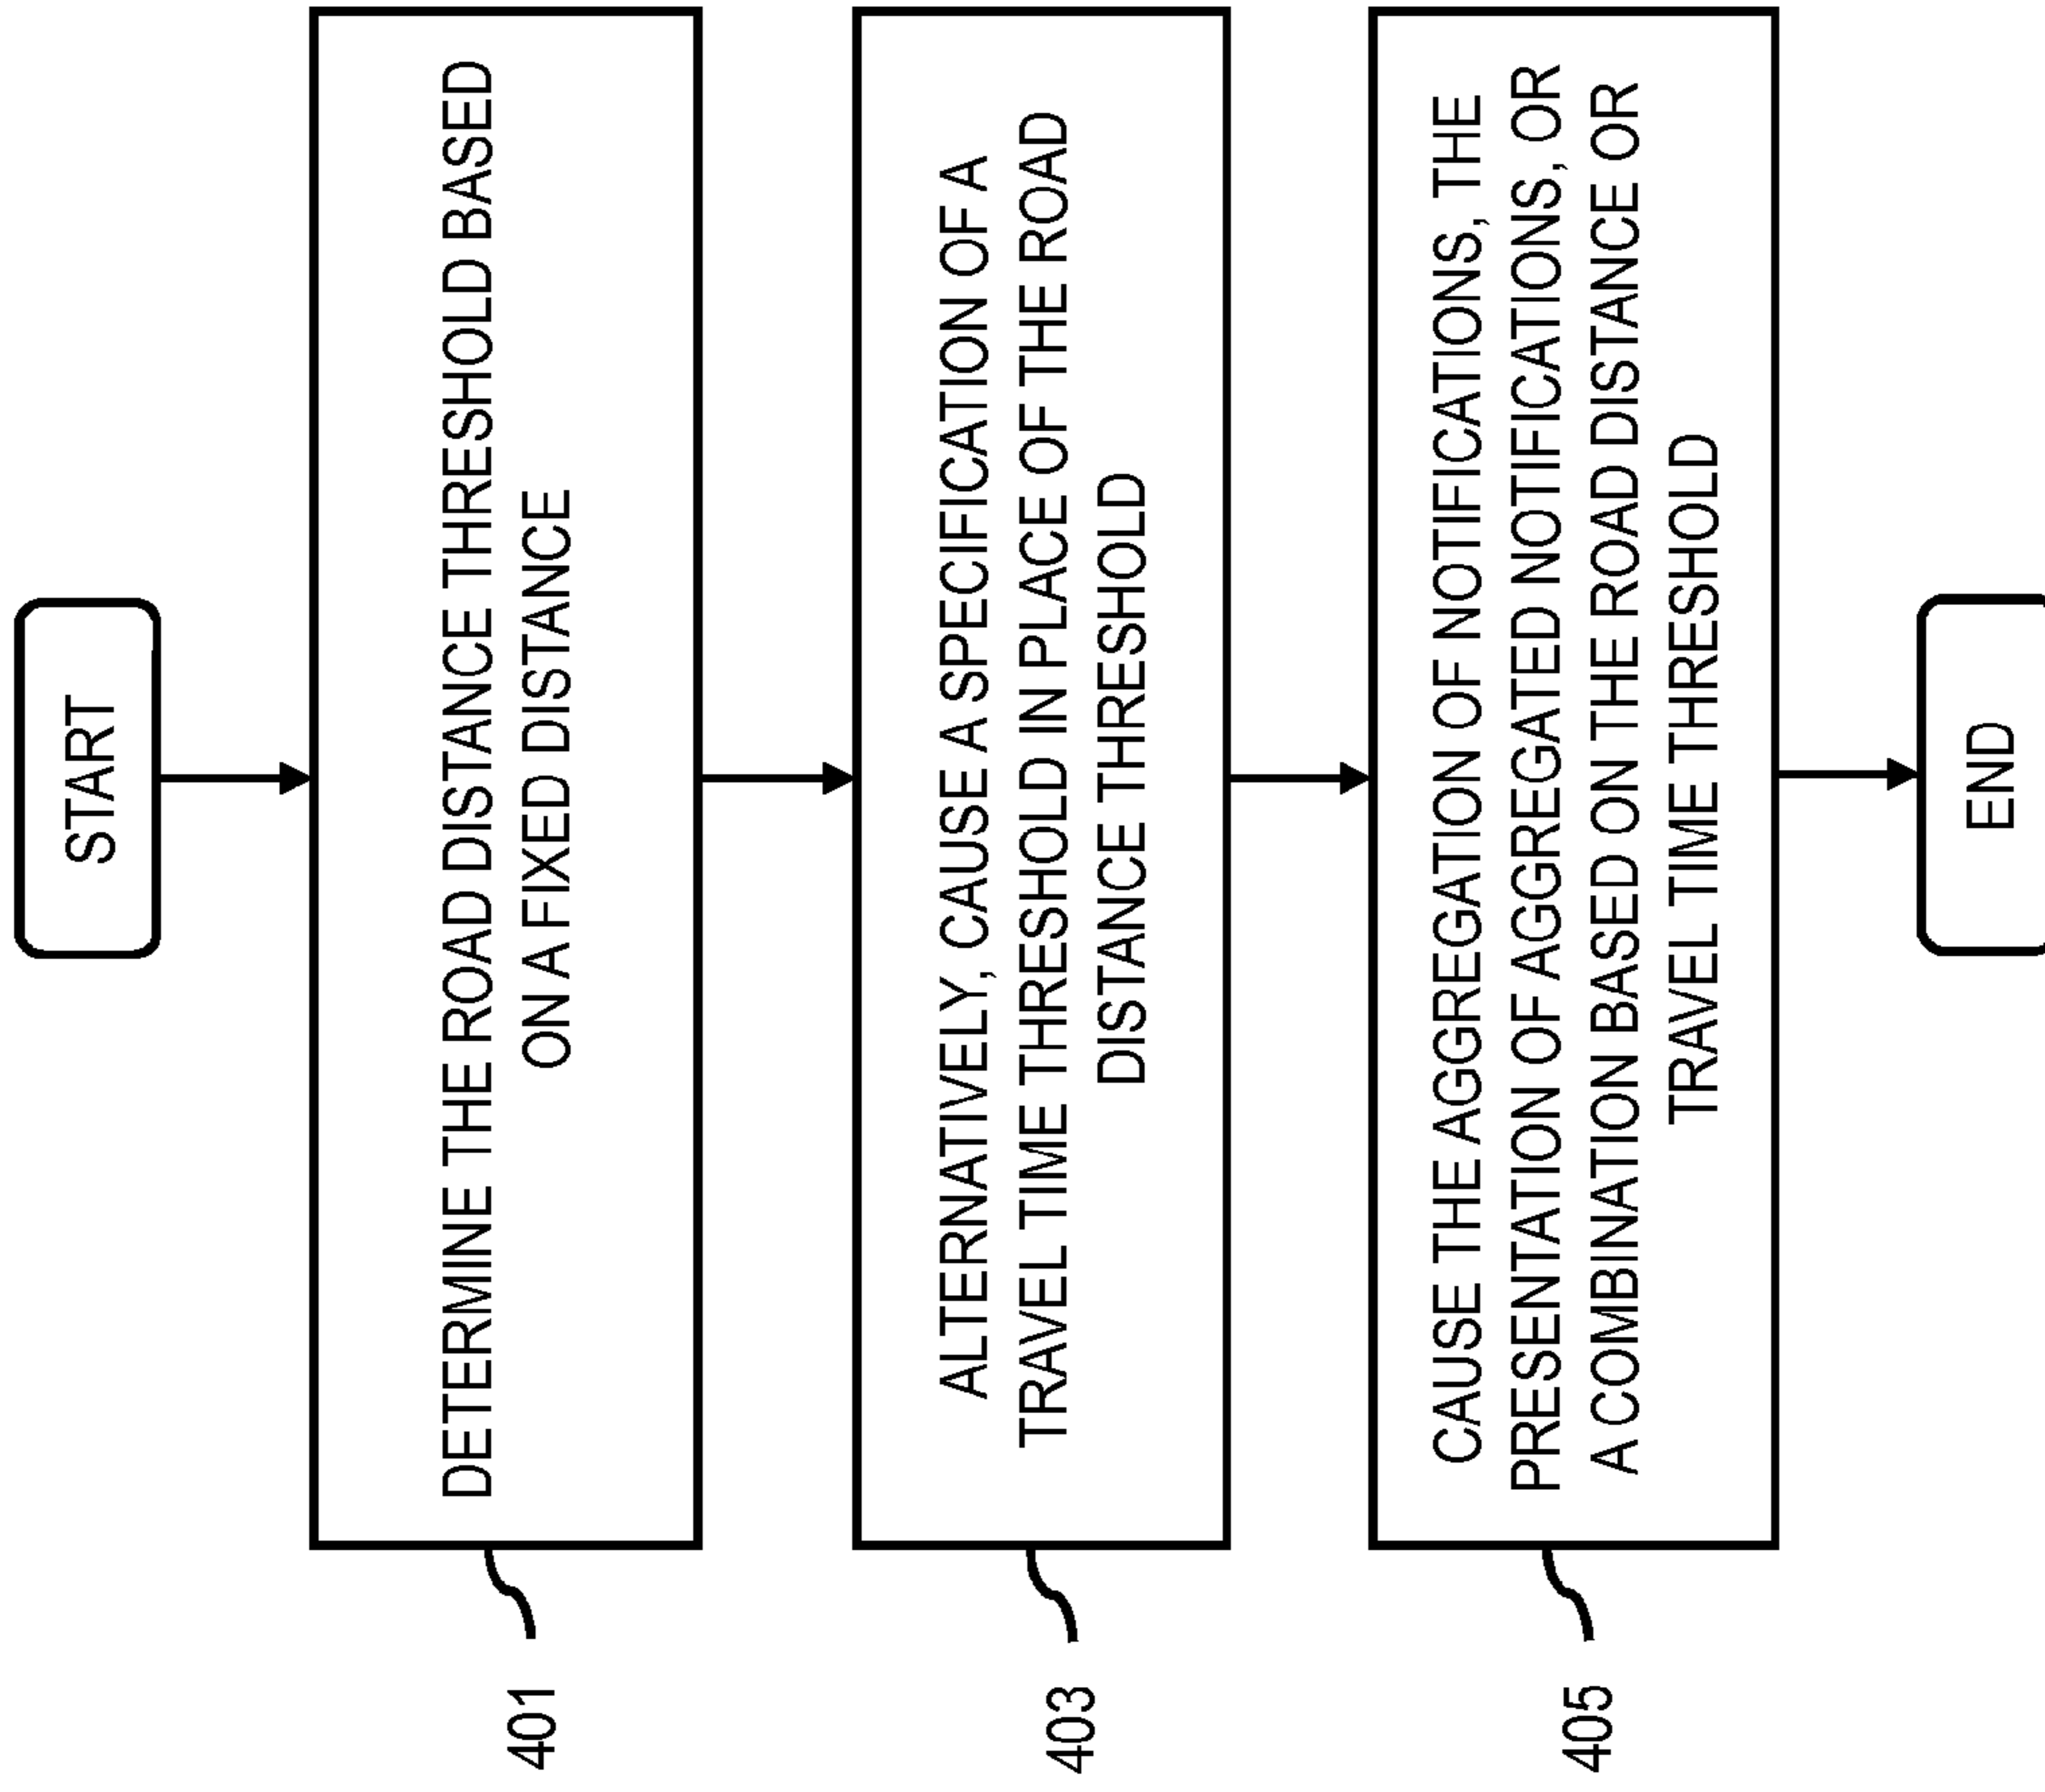 START
401
DETERMINE THE ROAD DISTANCE THRESHOLD BASED
ON A FIXED DISTANCE
403
ALTERNATIVELY, CAUSE A SPECIFICATION OF A
TRAVEL TIME THRESHOLD IN PLACE OF THE ROAD
DISTANCE THRESHOLD
405
CAUSE THE AGGREGATION OF NOTIFICATIONS, THE
PRESENTATION OF AGGREGATED NOTIFICATIONS, OR
A COMBINATION BASED ON THE ROAD DISTANCE OR
TRAVEL TIME THRESHOLD
END